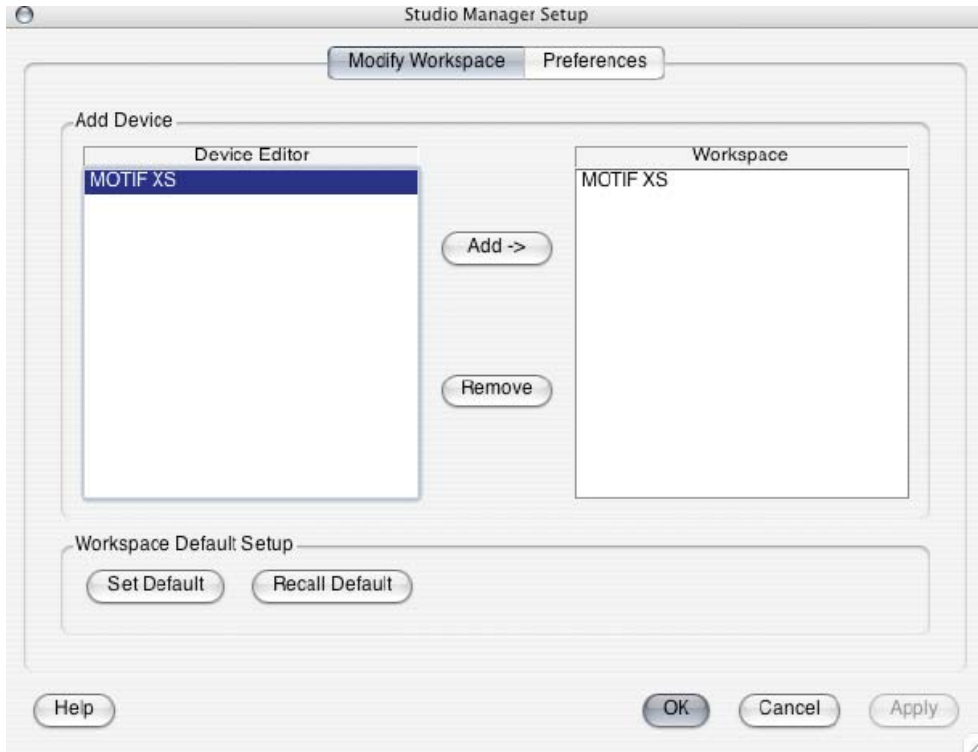 Studio Manager Setup
Modify Workspace
Preferences
Add Device
Device Editor
Workspace
MOTIF XS
MOTIF XS
Add ->
Remove
Workspace Default Setup
Set Default
Recall Default
Help
OK
Cancel
Apply